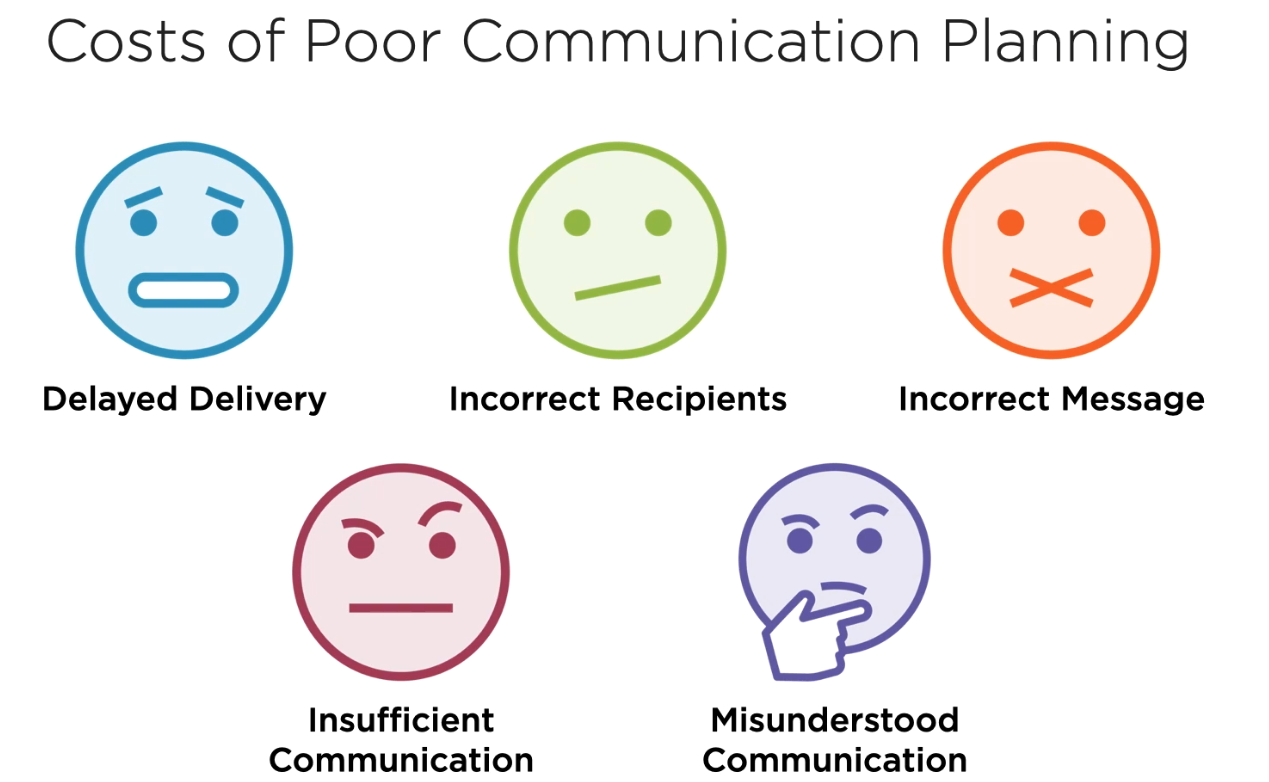 Costs of Poor Communication Planning
Delayed Delivery
Incorrect Recipients
Incorrect Message
Insufficient
Communication
Misunderstood
Communication